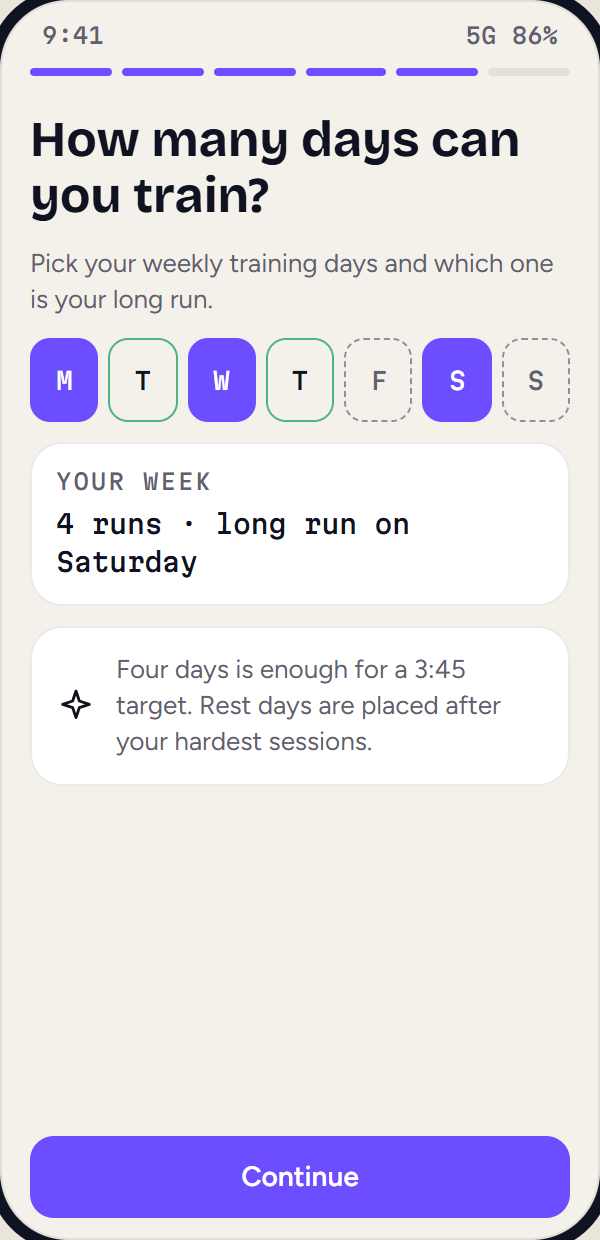 9:41 5G 86%
How many days can
you train?
Pick your weekly training days and which one
is your long run.
M T W T F S S
YOUR WEEK
4 runs · long run on
Saturday
Four days is enough for a 3:45
target. Rest days are placed after
your hardest sessions.
Continue